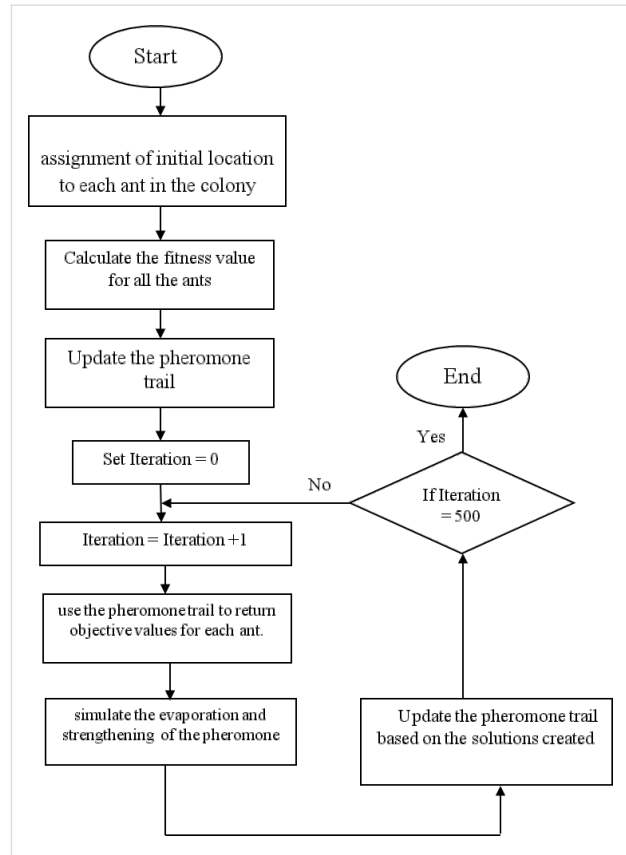 Start
assignment of initial location
to each ant in the colony
Calculate the fitness value
for all the ants
Update the pheromone
trail
Set Iteration = 0
Iteration = Iteration +1
use the pheromone trail to return
objective values for each ant.
simulate the evaporation and
strengthening of the pheromone
Update the pheromone trail
based on the solutions created
If Iteration
= 500
No
Yes
End